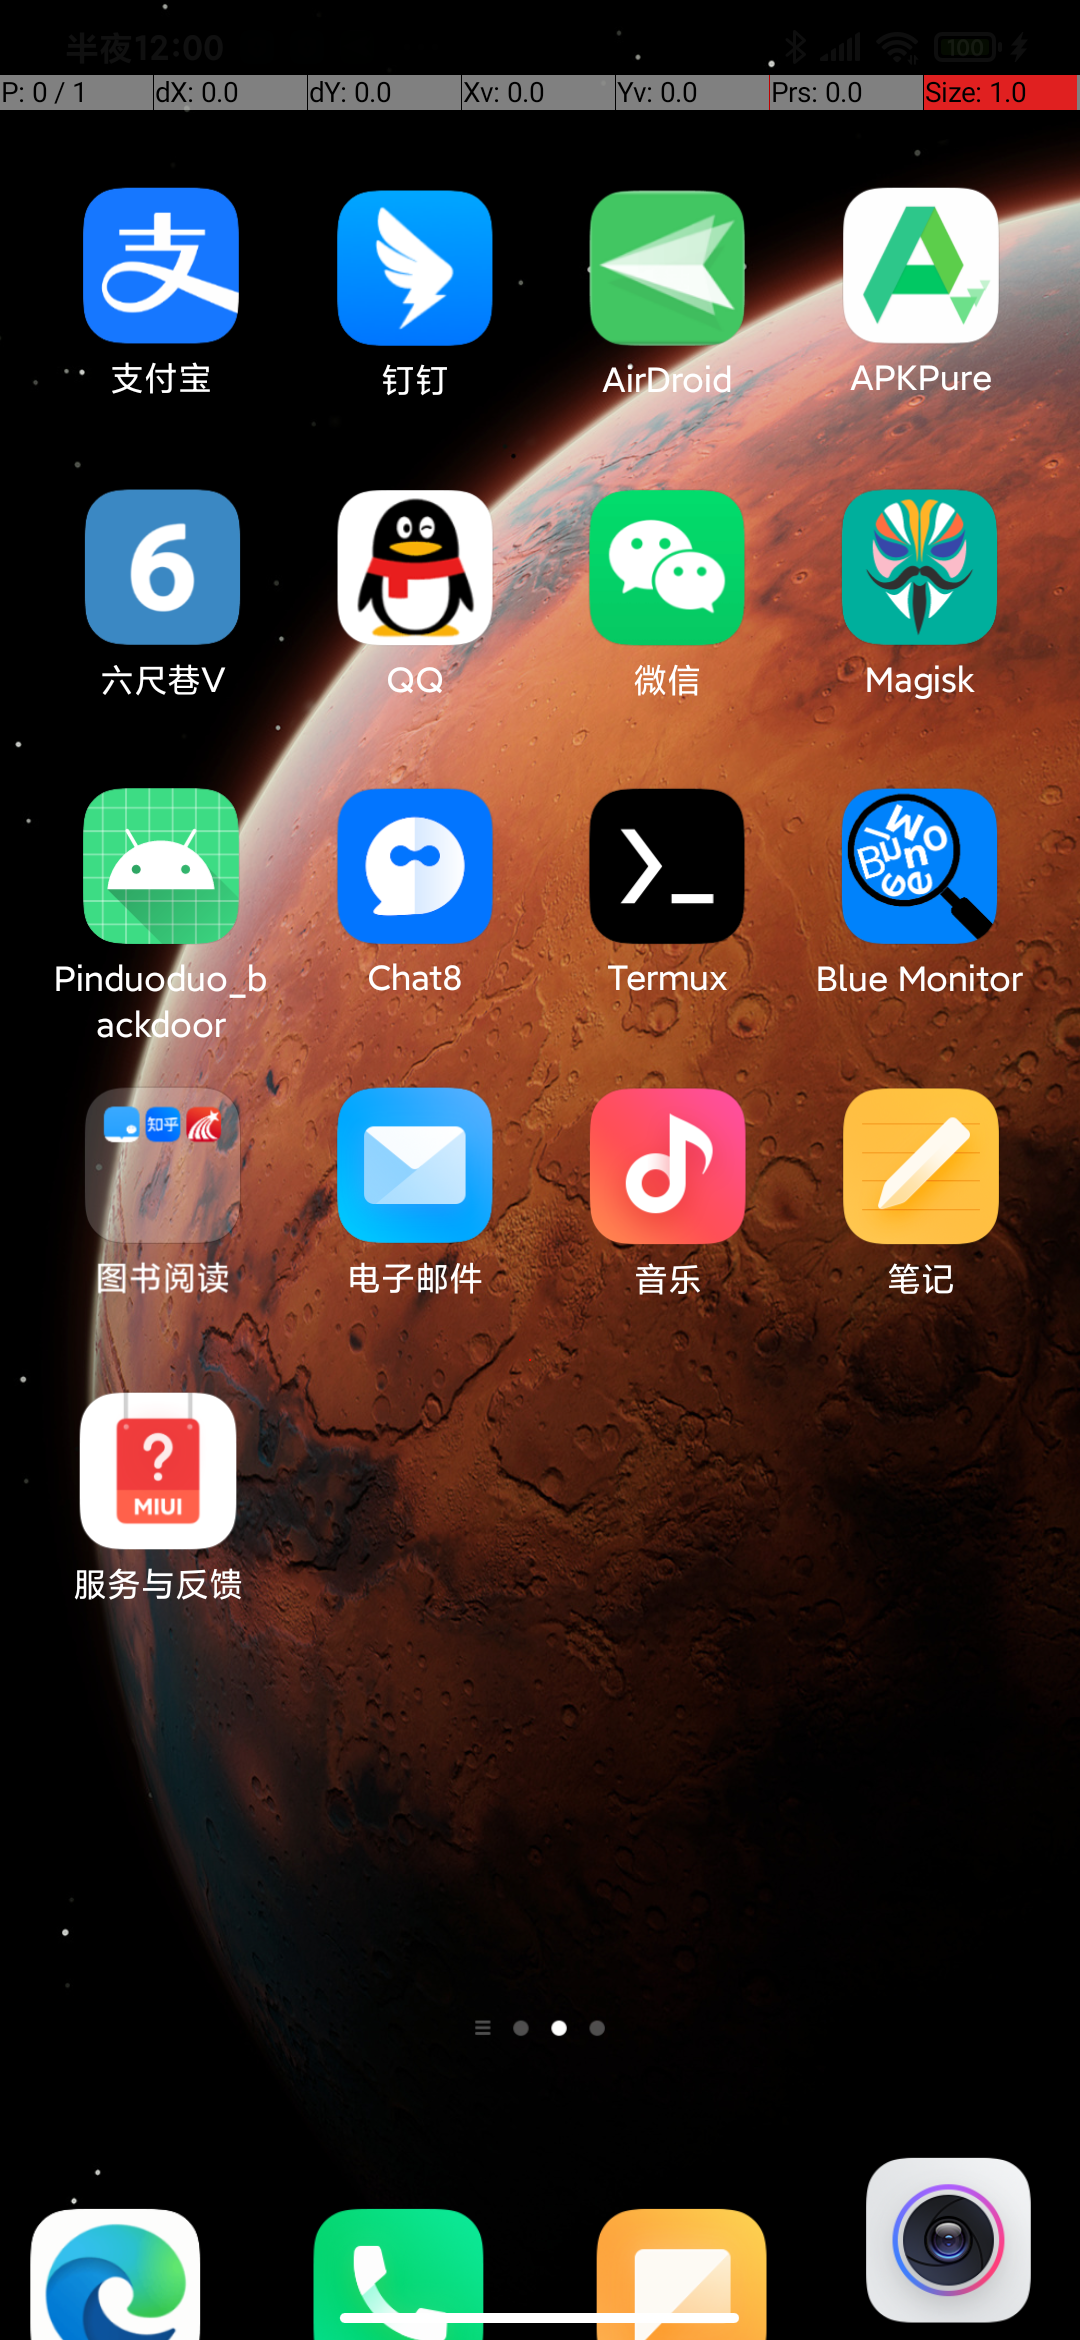 半夜12:00
100
P: 0 / 1
dX: 0.0
dY: 0.0
Xv: 0.0
Yv: 0.0
Prs: 0.0
Size: 1.0
支
支付宝
钉钉
AirDroid
APKPure
6
六尺巷V
QQ
微信
Magisk
Pinduoduo_b
ackdoor
Chat8
Termux
Blue Monitor
知乎
图书阅读
电子邮件
音乐
笔记
?
MIUI
服务与反馈